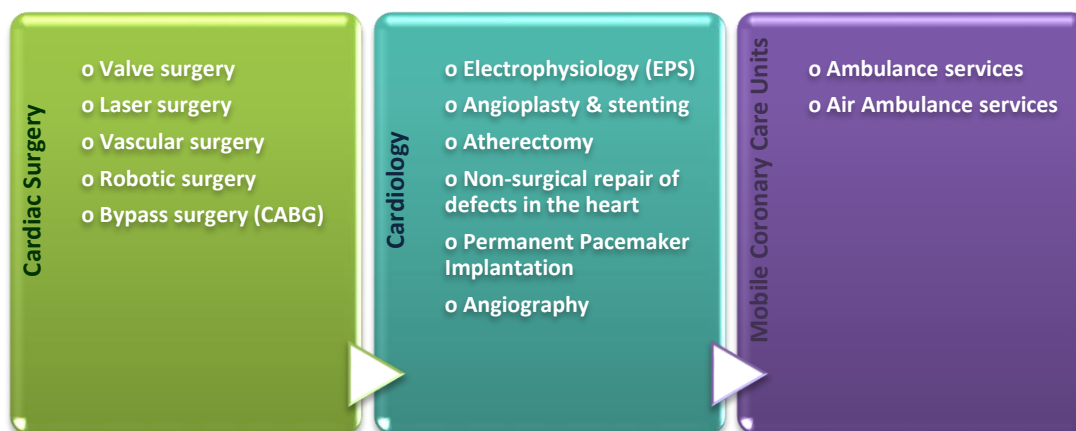 Cardiac Surgery
o Valve surgery
o Laser surgery
o Vascular surgery
o Robotic surgery
o Bypass surgery (CABG)
Cardiology
o Electrophysiology (EPS)
o Angioplasty & stenting
o Atherectomy
o Non-surgical repair of
defects in the heart
o Permanent Pacemaker
Implantation
o Angiography
Mobile Coronary Care Units
o Ambulance services
o Air Ambulance services